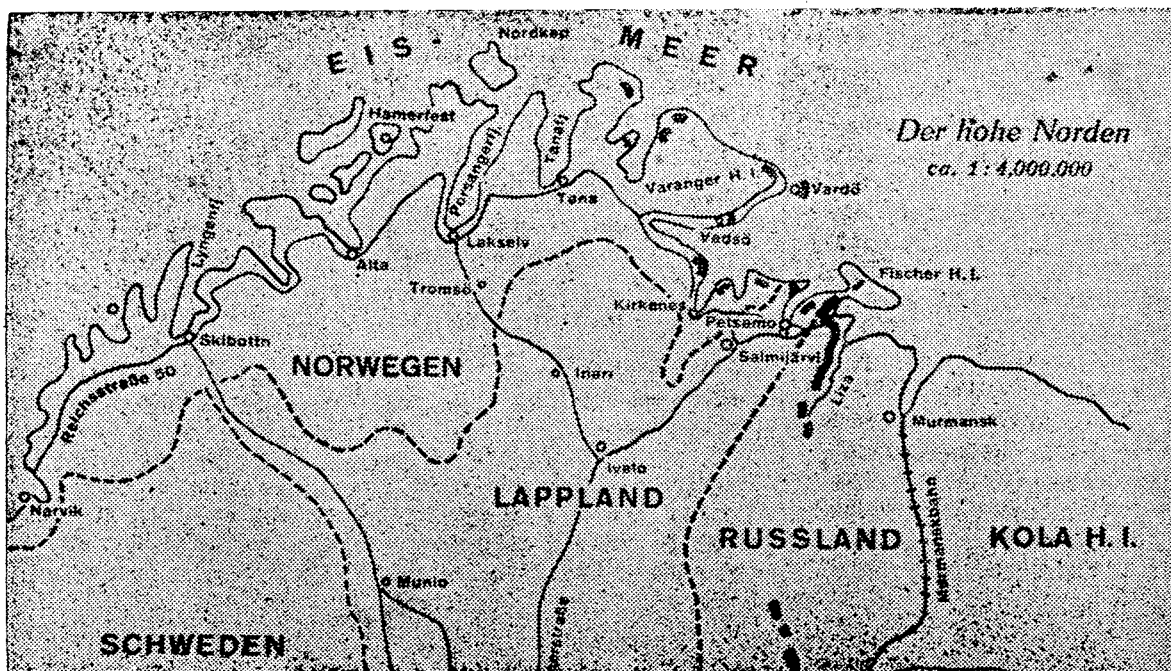 Nordkap
EIS-MEER
Hamerfest
Der hohe Norden
ca. 1:4,000.000
Porsangerfj.
Tanafj
Varanger H. I.
Vardö
Tana
Lyngenfj
Lakselv
Vadsö
Alta
Fischer H. I.
Tromsö
Kirkenes
Petsamo
Skibottn
Salmijärvi
NORWEGEN
Reichsstraße 50
Inari
Liza
Murmansk
Ivalo
LAPPLAND
Narvik
RUSSLAND
KOLA H. I.
Murmanskbahn
Munio
SCHWEDEN